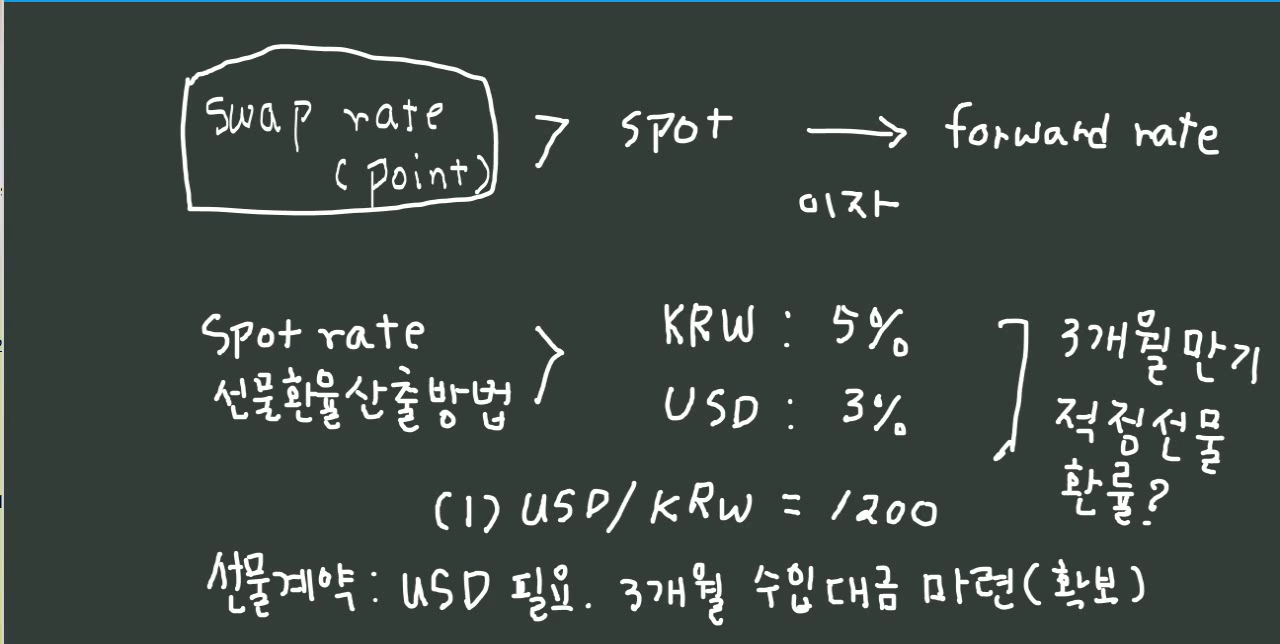 swap rate
(point)
> spot → forward rate
이자
spot rate
선물환율산출방법
KRW : 5%
USD : 3%
3개월만기
적점선물
환률?
(1) USD/KRW = 1200
선물계약: USD 필요. 3개월 수입대금 마련(확보)